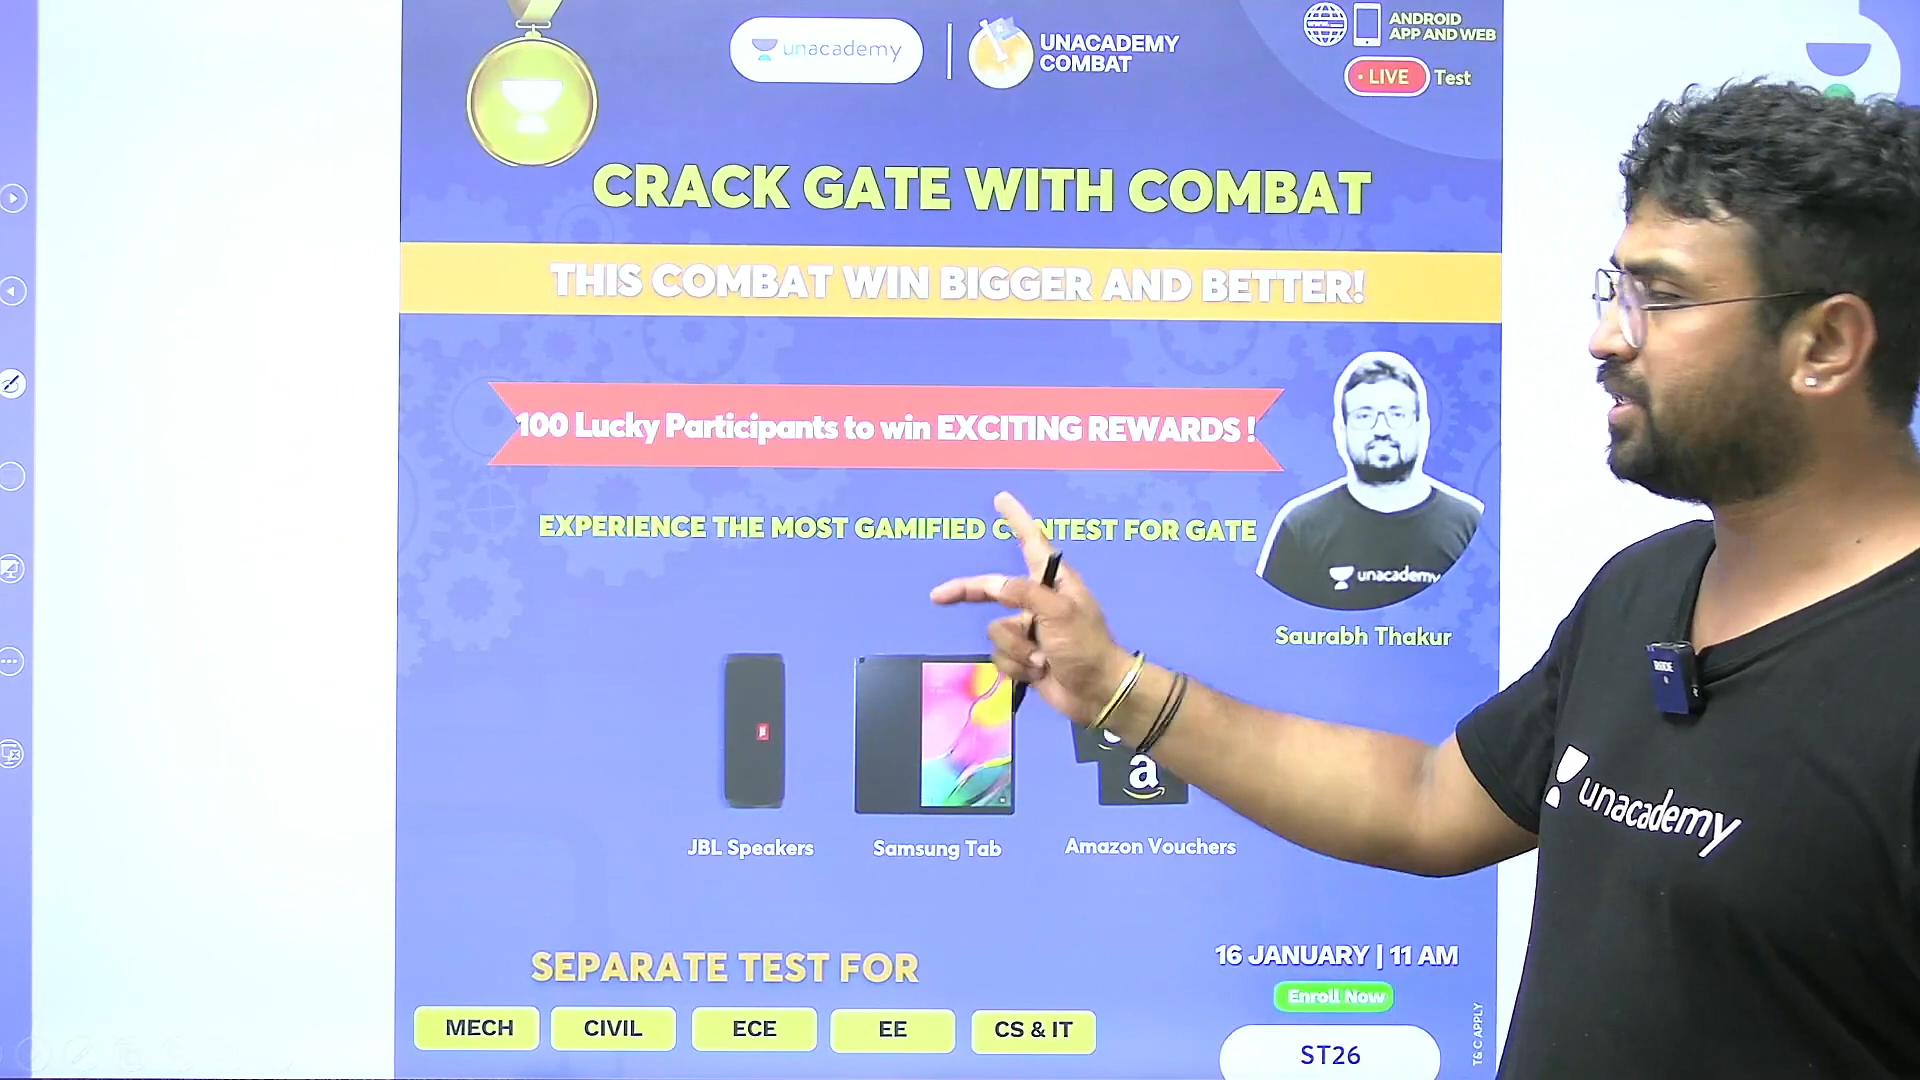 unacademy
UNACADEMY
COMBAT
ANDROID
APP AND WEB
• LIVE Test
CRACK GATE WITH COMBAT
THIS COMBAT WIN BIGGER AND BETTER!
100 Lucky Participants to win EXCITING REWARDS !
EXPERIENCE THE MOST GAMIFIED CONTEST FOR GATE
unacademy
Saurabh Thakur
a
JBL Speakers
Samsung Tab
Amazon Vouchers
unacademy
SEPARATE TEST FOR
16 JANUARY | 11 AM
Enroll Now
MECH
CIVIL
ECE
EE
CS & IT
ST26
T& C APPLY